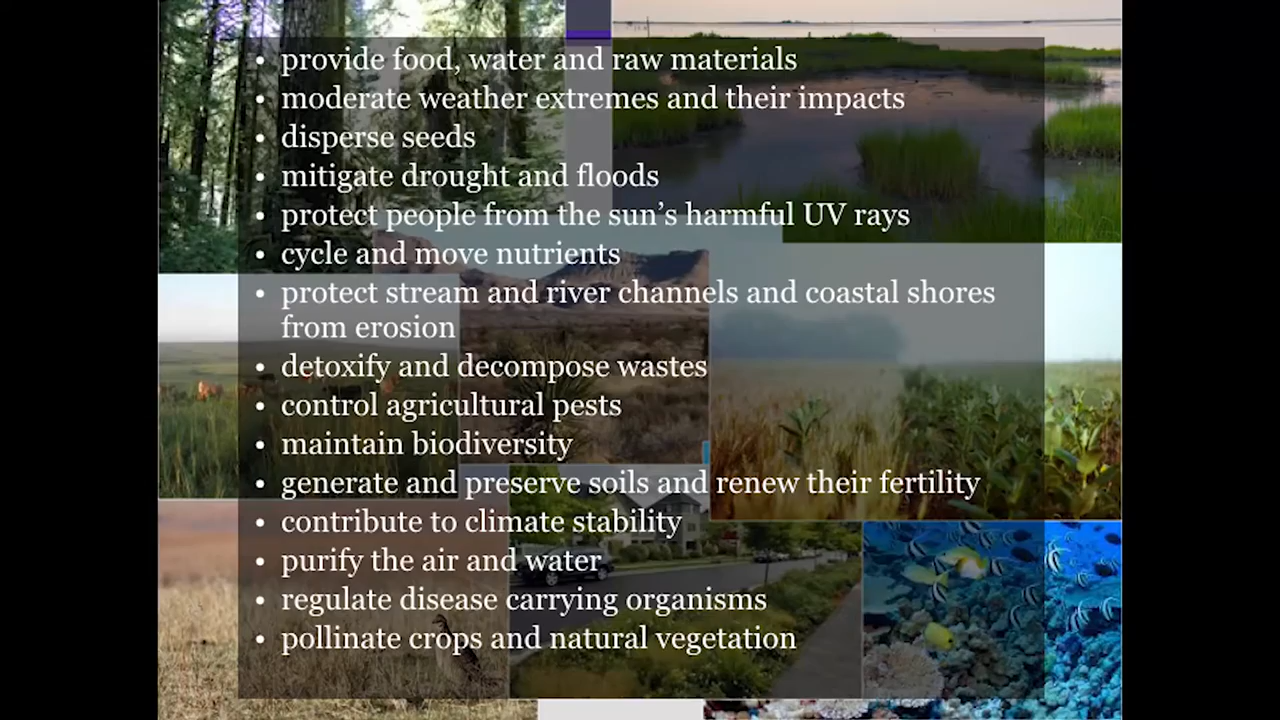 • provide food, water and raw materials
• moderate weather extremes and their impacts
• disperse seeds
• mitigate drought and floods
• protect people from the sun’s harmful UV rays
• cycle and move nutrients
• protect stream and river channels and coastal shores
from erosion
• detoxify and decompose wastes
• control agricultural pests
• maintain biodiversity
• generate and preserve soils and renew their fertility
• contribute to climate stability
• purify the air and water
• regulate disease carrying organisms
• pollinate crops and natural vegetation